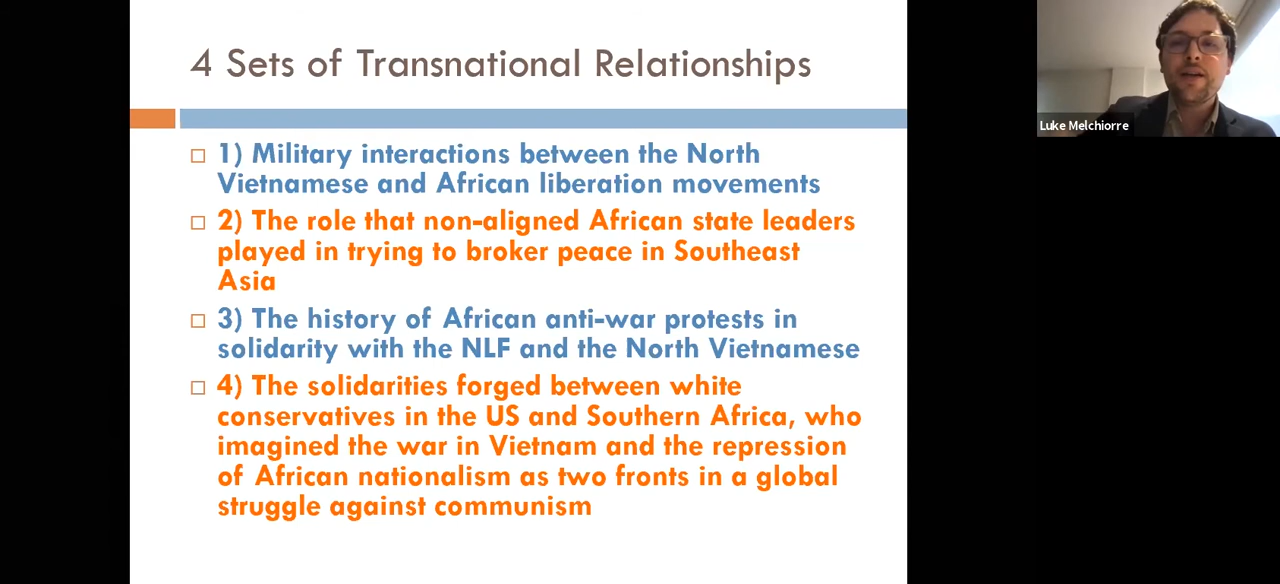 4 Sets of Transnational Relationships
1) Military interactions between the North
Vietnamese and African liberation movements
2) The role that non-aligned African state leaders
played in trying to broker peace in Southeast
Asia
3) The history of African anti-war protests in
solidarity with the NLF and the North Vietnamese
4) The solidarities forged between white
conservatives in the US and Southern Africa, who
imagined the war in Vietnam and the repression
of African nationalism as two fronts in a global
struggle against communism
Luke Melchiorre